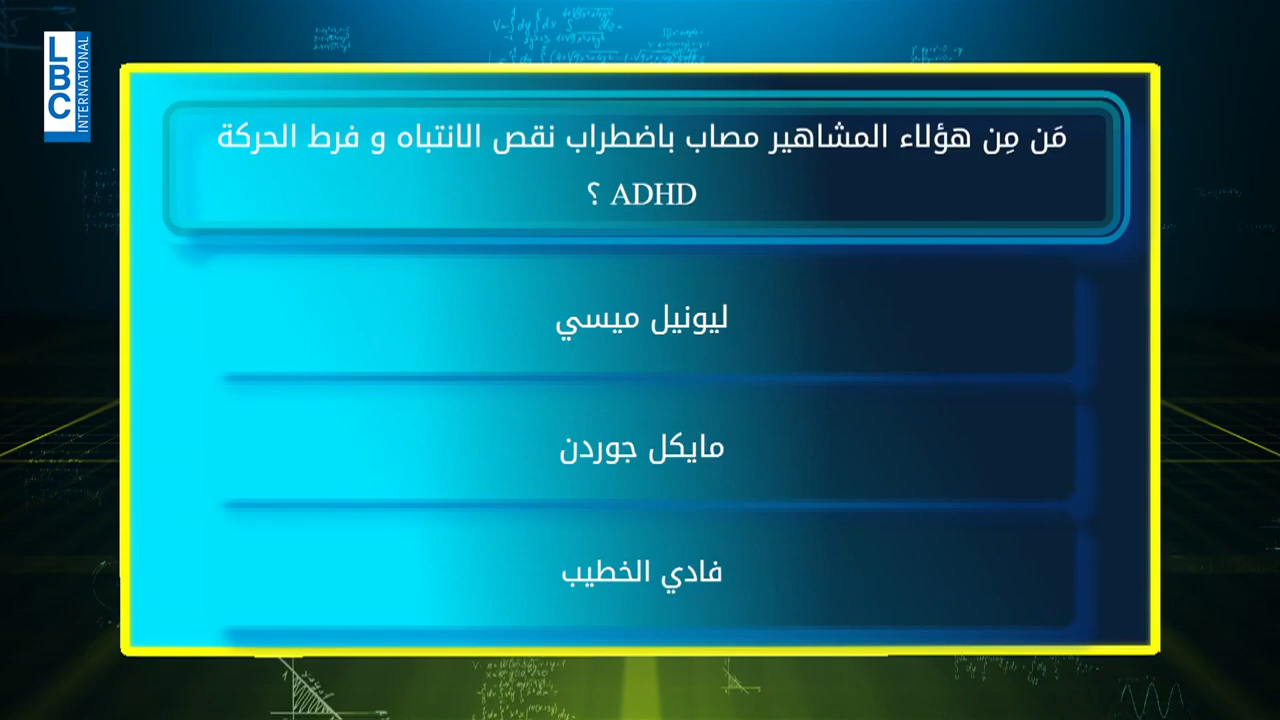 LBC
INTERNATIONAL
مَن مِن هؤلاء المشاهير مصاب باضطراب نقص الانتباه و فرط الحركة
ADHD ؟
ليونيل ميسي
مايكل جوردن
فادي الخطيب